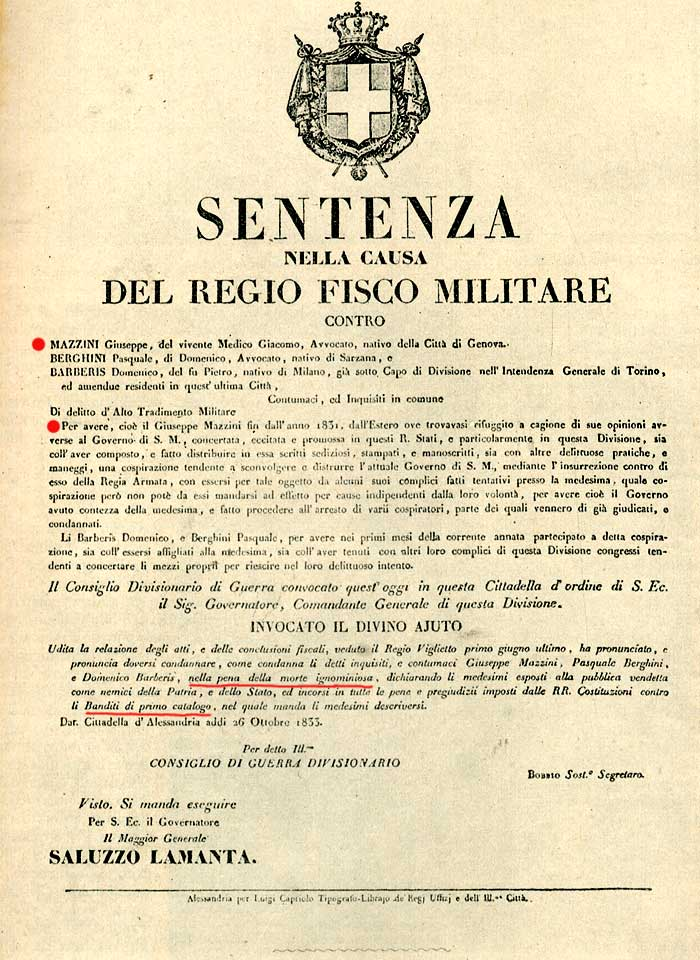 SENTENZA
NELLA CAUSA
DEL REGIO FISCO MILITARE
CONTRO
MAZZINI Giuseppe, del vivente Medico Giacomo, Avvocato, nativo della Città di Genova.
BERGHINI Pasquale, di Domenico, Avvocato, nativo di Sarzana, e
BARBERIS Domenico, del fu Pietro, nativo di Milano, già sotto Capo di Divisione nell'Intendenza Generale di Torino,
ed amendue residenti in quest'ultima Città,
Contumaci, ed Inquisiti in comune
Di delitto d'Alto Tradimento Militare
Per avere, cioè il Giuseppe Mazzini fin dall'anno 1831, dall'Estero ove trovavasi rifuggito a cagione di sue opinioni av-
verse al Governo di S. M., concertata, eccitata e promossa in questi R. Stati, e particolarmente in questa Divisione, sia
coll'aver composto, e fatto distribuire in essa scritti sediziosi, stampati, e manoscritti, sia con altre delittuose pratiche, e
maneggi, una cospirazione tendente a sconvolgere e distrurre l'attuale Governo di S. M., mediante l'insurrezione contro di
esso della Regia Armata, con essersi per tale oggetto da alcuni suoi complici fatti tentativi presso la medesima, quale co-
spirazione però non potè da essi mandarsi ad effetto per cause indipendenti dalla loro volontà, per avere cioè il Governo
avuto contezza della medesima, e fatto procedere all'arresto di varii cospiratori, parte dei quali vennero di già giudicati, e
condannati.
Li Barberis Domenico, e Berghini Pasquale, per avere nei primi mesi della corrente annata partecipato a detta cospira-
zione, sia coll'essersi affigliati alla medesima, sia coll'aver tenuti con altri loro complici di questa Divisione congressi ten-
denti a concertare li mezzi proprii per riescire nel loro delittuoso intento.
Il Consiglio Divisionario di Guerra convocato quest'oggi in questa Cittadella d'ordine di S. Ec.
il Sig. Governatore, Comandante Generale di questa Divisione.
INVOCATO IL DIVINO AJUTO
Udita la relazione degli atti, e delle conclusioni fiscali, veduto il Regio Viglietto primo giugno ultimo, ha pronunciato, e
pronuncia doversi condannare, come condanna li detti inquisiti, e contumaci Giuseppe Mazzini, Pasquale Berghini,
e Domenico Barberis, nella pena della morte ignominiosa, dichiarando li medesimi esposti alla pubblica vendetta
come nemici della Patria, e dello Stato, ed incorsi in tutte le pene e pregiudizii imposti dalle RR. Costituzioni contro
li Banditi di primo catalogo, nel quale manda li medesimi descriversi.
Dat. Cittadella d'Alessandria addì 26 Ottobre 1833.
Per detto Ill.mo
CONSIGLIO DI GUERRA DIVISIONARIO
BOBBIO Sost.o Segretaro.
Visto. Si manda eseguire
Per S. Ec. il Governatore
Il Maggior Generale
SALUZZO LAMANTA.
Alessandria per Luigi Capriolo Tipografo-Librajo de' Regj Uffizj e dell'Ill.ma Città.